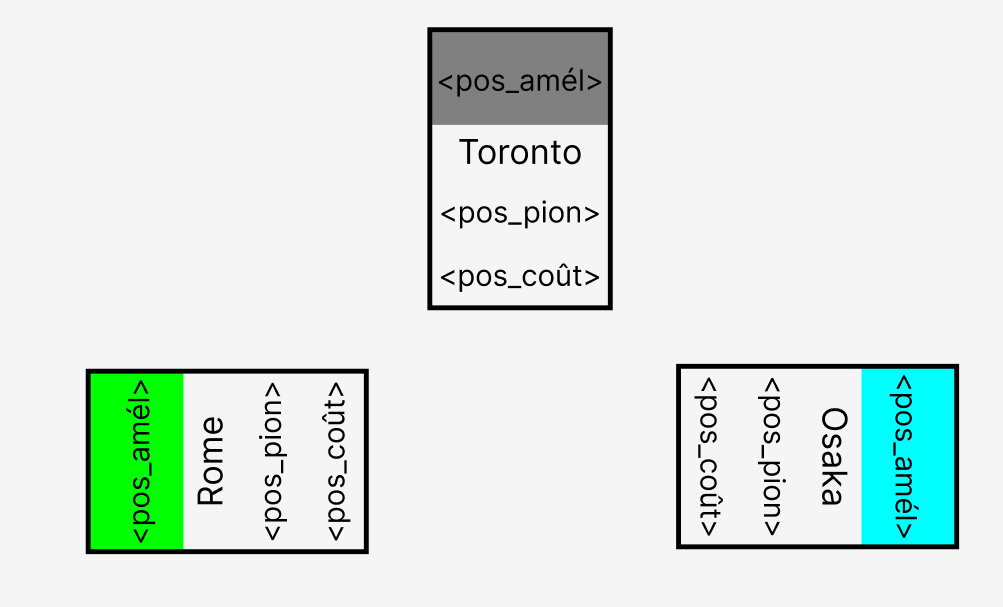 <pos_amél>
Toronto
<pos_pion>
<pos_coût>
<pos_amél>
Rome
<pos_pion>
<pos_coût>
<pos_amél>
Osaka
<pos_pion>
<pos_coût>